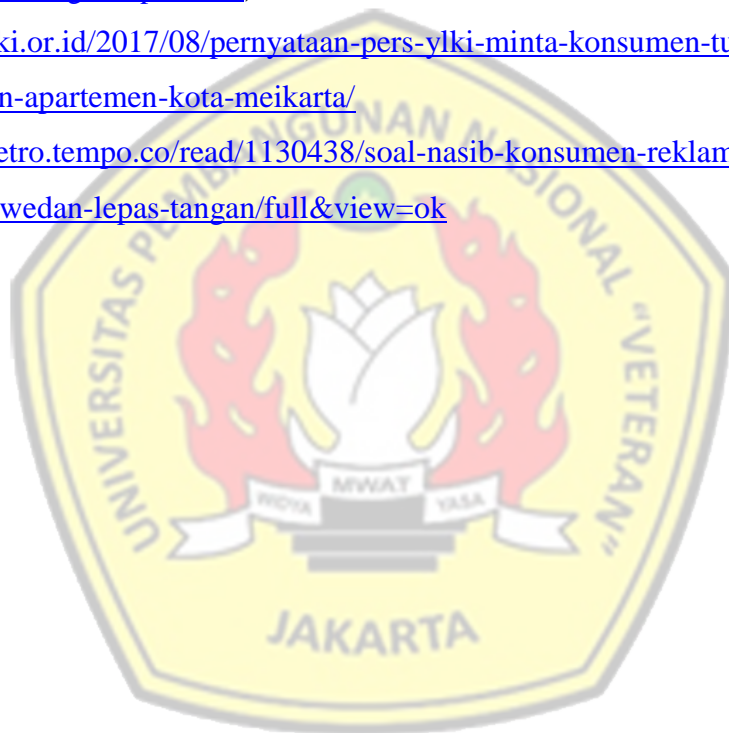 ki.or.id/2017/08/pernyataan-pers-ylki-minta-konsumen-tu
n-apartemen-kota-meikarta/
etro.tempo.co/read/1130438/soal-nasib-konsumen-reklam
wedan-lepas-tangan/full&view=ok
UNIVERSITAS PEMBANGUNAN NASIONAL "VETERAN"
WIDYA MWAT YASA
JAKARTA